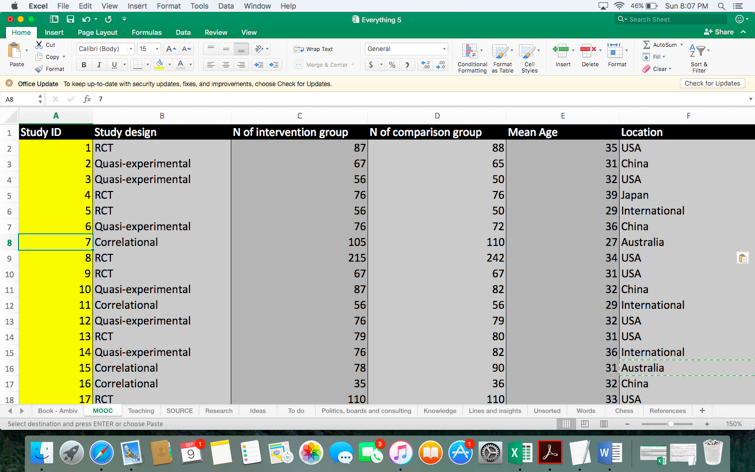 Excel File Edit View Insert Format Tools Data Window Help 46% Sun 8:07 PM
Everything 5 Search Sheet
Home Insert Page Layout Formulas Data Review View Share
Paste Cut Copy Format Calibri (Body) 15 A A B I U A Wrap Text Merge & Center General $ % ) Conditional Formatting Format as Table Cell Styles Insert Delete Format AutoSum Fill Clear Sort & Filter
Office Update To keep up-to-date with security updates, fixes, and improvements, choose Check for Updates. Check for Updates
A8 fx 7
A B C D E F
1 Study ID Study design N of intervention group N of comparison group Mean Age Location
2 1 RCT 87 88 35 USA
3 2 Quasi-experimental 67 65 31 China
4 3 Quasi-experimental 56 50 32 USA
5 4 RCT 76 76 39 Japan
6 5 RCT 56 50 29 International
7 6 Quasi-experimental 76 72 36 China
8 7 Correlational 105 110 27 Australia
9 8 RCT 215 242 34 USA
10 9 RCT 67 67 31 USA
11 10 Quasi-experimental 87 82 32 China
12 11 Correlational 56 56 29 International
13 12 Quasi-experimental 76 79 32 USA
14 13 RCT 79 80 31 USA
15 14 Quasi-experimental 76 82 36 International
16 15 Correlational 78 90 31 Australia
17 16 Correlational 35 36 32 China
18 17 RCT 110 110 33 USA
Book - Ambiv MOOC Teaching SOURCE Research Ideas To do Politics, boards and consulting Knowledge Lines and insights Unsorted Words Chess Referencees +
Select destination and press ENTER or choose Paste 150%
9 1 3 1